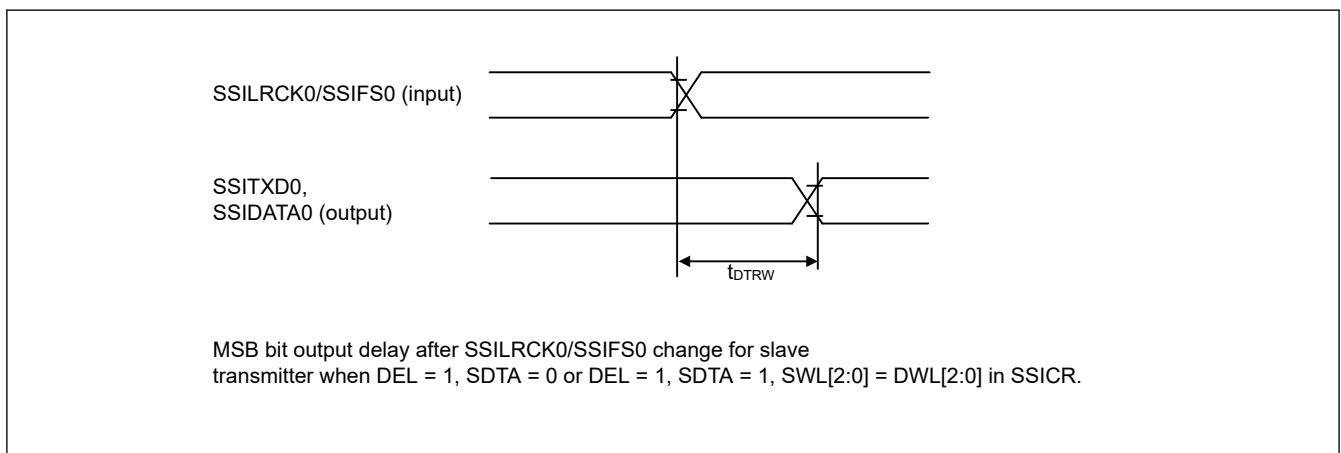 SSILRCK0/SSIFS0 (input)
SSITXD0,
SSIDATA0 (output)
tDTRW
MSB bit output delay after SSILRCK0/SSIFS0 change for slave
transmitter when DEL = 1, SDTA = 0 or DEL = 1, SDTA = 1, SWL[2:0] = DWL[2:0] in SSICR.